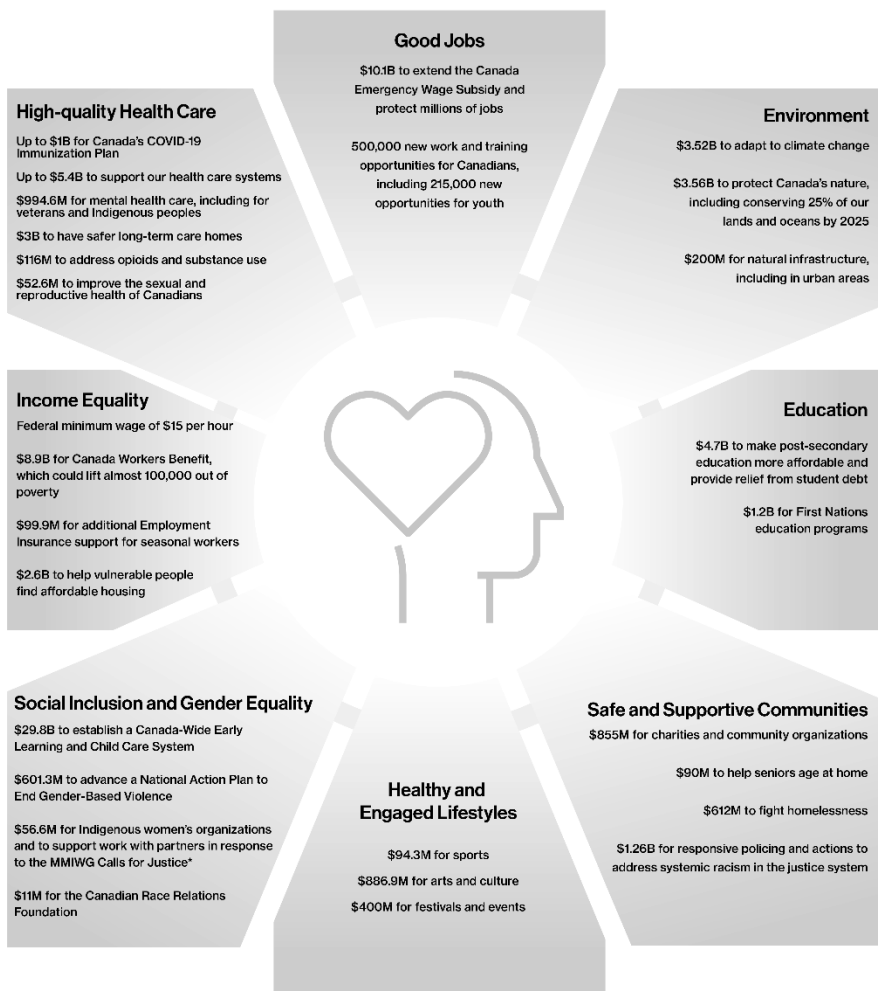 Good Jobs
$10.1B to extend the Canada
Emergency Wage Subsidy and
protect millions of jobs
500,000 new work and training
opportunities for Canadians,
including 215,000 new
opportunities for youth
High-quality Health Care
Up to $1B for Canada's COVID-19
Immunization Plan
Up to $5.4B to support our health care systems
$994.6M for mental health care, including for
veterans and Indigenous peoples
$3B to have safer long-term care homes
$116M to address opioids and substance use
$52.6M to improve the sexual and
reproductive health of Canadians
Environment
$3.52B to adapt to climate change
$3.56B to protect Canada's nature,
including conserving 25% of our
lands and oceans by 2025
$200M for natural infrastructure,
including in urban areas
Income Equality
Federal minimum wage of $15 per hour
$8.9B for Canada Workers Benefit,
which could lift almost 100,000 out of
poverty
$99.9M for additional Employment
Insurance support for seasonal workers
$2.6B to help vulnerable people
find affordable housing
Education
$4.7B to make post-secondary
education more affordable and
provide relief from student debt
$1.2B for First Nations
education programs
Social Inclusion and Gender Equality
$29.8B to establish a Canada-Wide Early
Learning and Child Care System
$601.3M to advance a National Action Plan to
End Gender-Based Violence
$56.6M for Indigenous women's organizations
and to support work with partners in response
to the MMIWG Calls for Justice*
$11M for the Canadian Race Relations
Foundation
Healthy and
Engaged Lifestyles
$94.3M for sports
$886.9M for arts and culture
$400M for festivals and events
Safe and Supportive Communities
$855M for charities and community organizations
$90M to help seniors age at home
$612M to fight homelessness
$1.26B for responsive policing and actions to
address systemic racism in the justice system